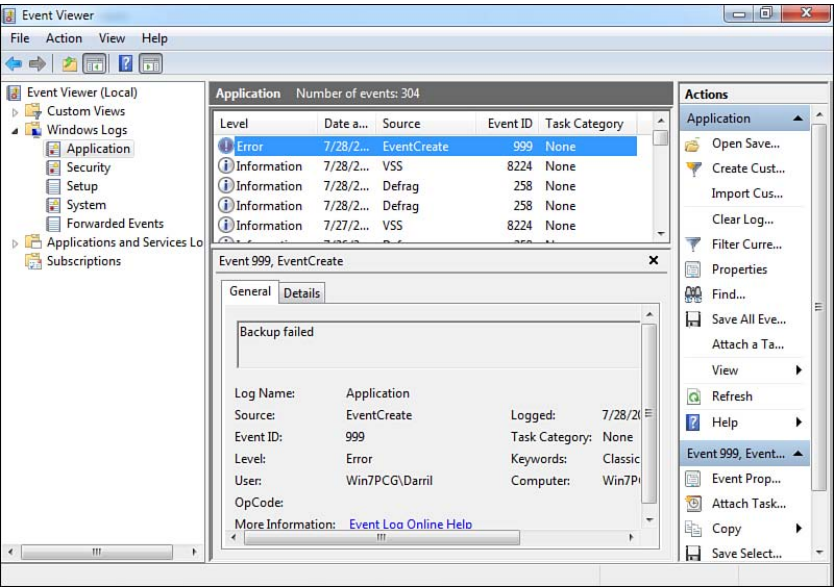 Event Viewer
File Action View Help
Event Viewer (Local)
Custom Views
Windows Logs
Application
Security
Setup
System
Forwarded Events
Applications and Services Lo
Subscriptions
Application Number of events: 304
Level Date a... Source Event ID Task Category
Error 7/28/2... EventCreate 999 None
Information 7/28/2... VSS 8224 None
Information 7/28/2... Defrag 258 None
Information 7/28/2... Defrag 258 None
Information 7/27/2... VSS 8224 None
Event 999, EventCreate
General Details
Backup failed
Log Name: Application
Source: EventCreate Logged: 7/28/20
Event ID: 999 Task Category: None
Level: Error Keywords: Classic
User: Win7PCG\Darril Computer: Win7P
OpCode:
More Information: Event Log Online Help
Actions
Application
Open Save...
Create Cust...
Import Cus...
Clear Log...
Filter Curre...
Properties
Find...
Save All Eve...
Attach a Ta...
View
Refresh
Help
Event 999, Event...
Event Prop...
Attach Task...
Copy
Save Select...